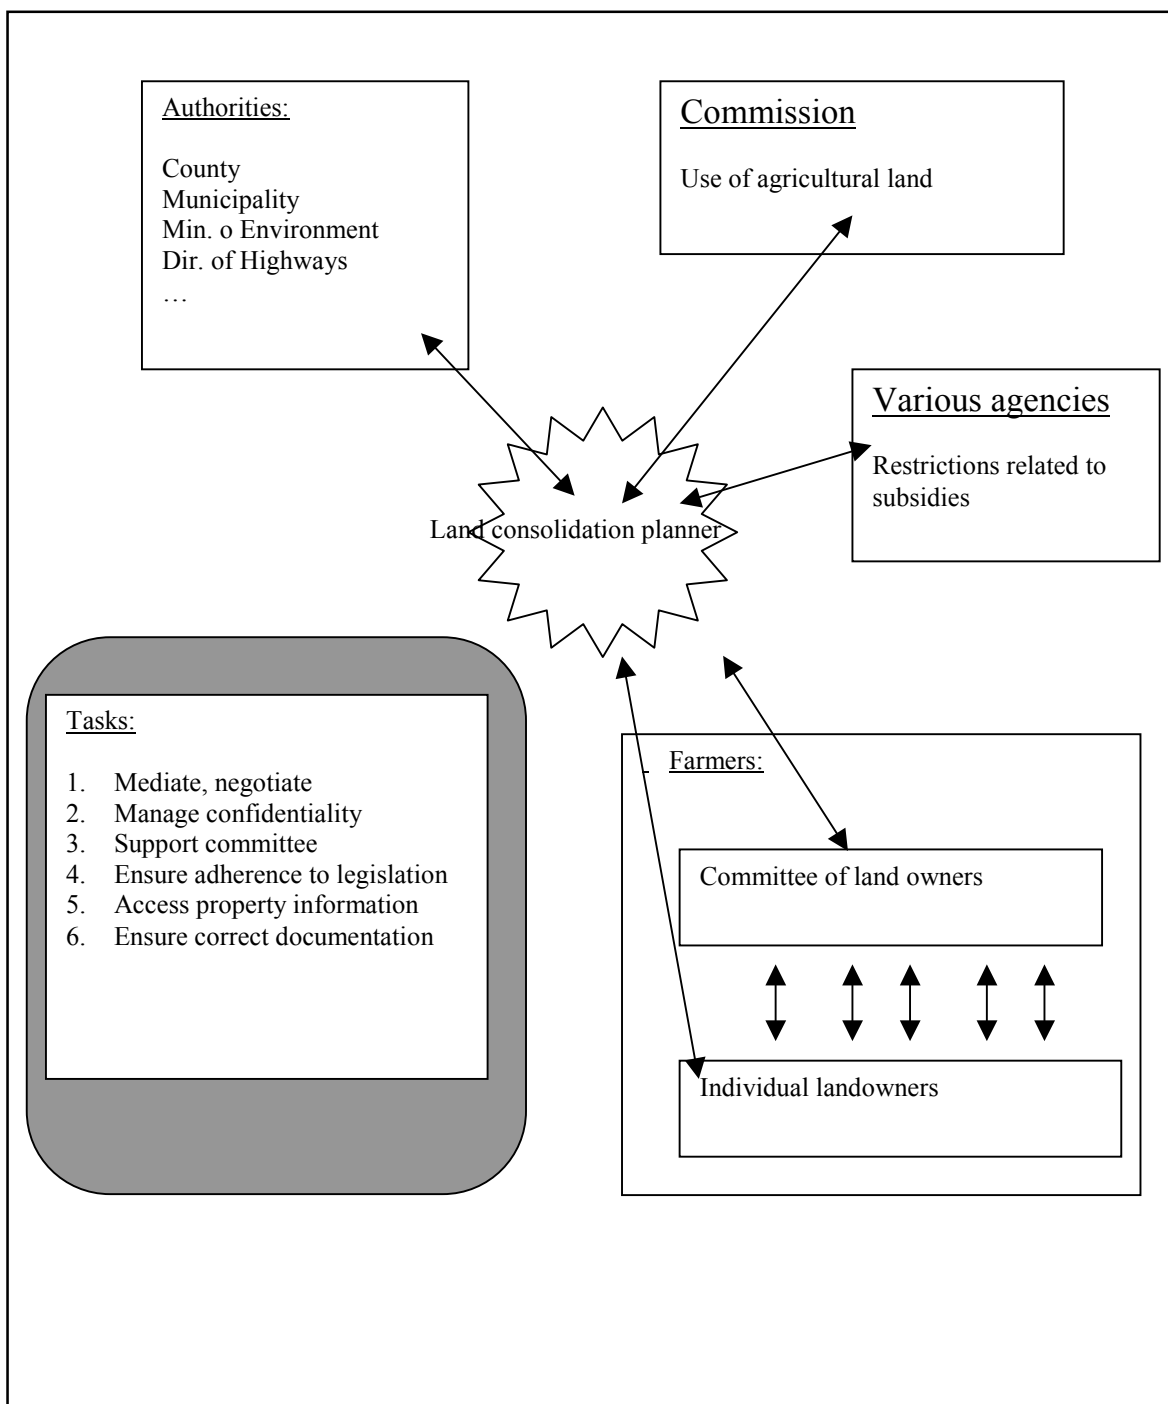 Authorities:
County
Municipality
Min. o Environment
Dir. of Highways
…
Commission
Use of agricultural land
Various agencies
Restrictions related to
subsidies
Land consolidation planner
Tasks:
1. Mediate, negotiate
2. Manage confidentiality
3. Support committee
4. Ensure adherence to legislation
5. Access property information
6. Ensure correct documentation
Farmers:
Committee of land owners
Individual landowners